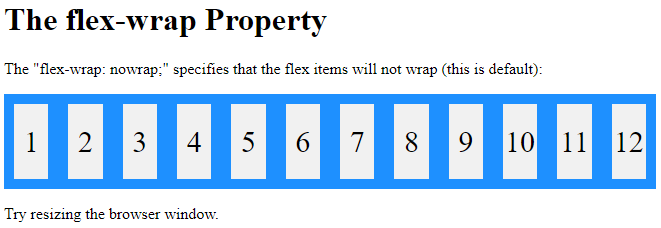 The flex-wrap Property
The "flex-wrap: nowrap;" specifies that the flex items will not wrap (this is default):
1 2 3 4 5 6 7 8 9 10 11 12
Try resizing the browser window.